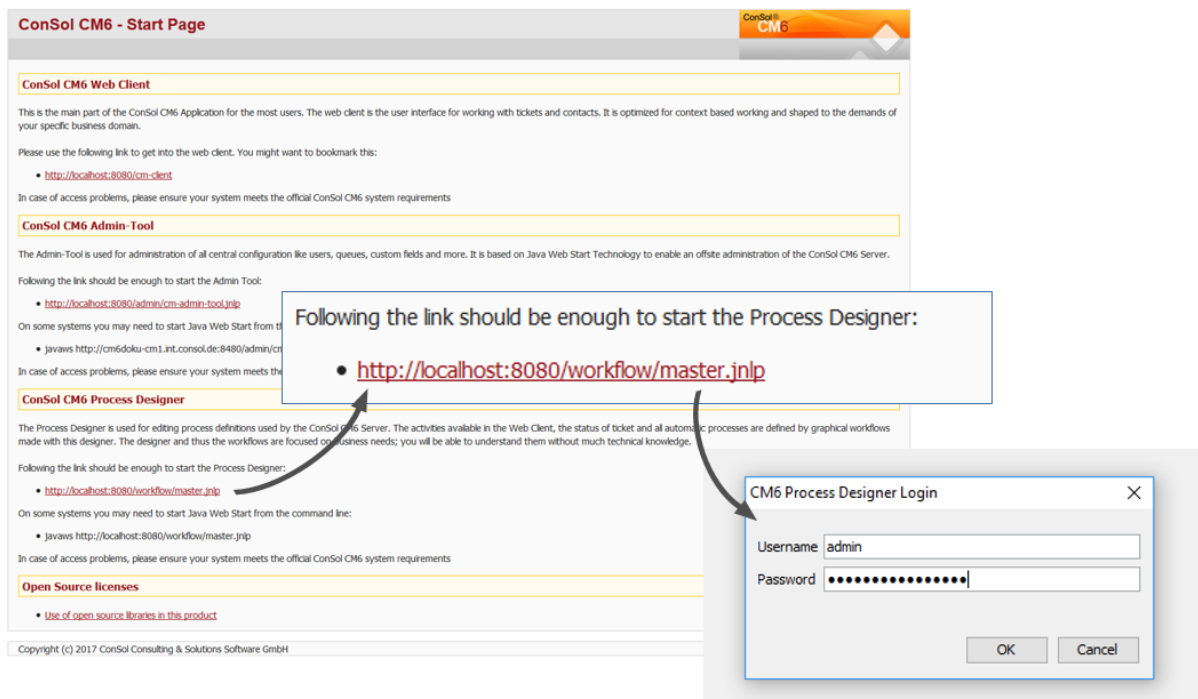 ConSol CM6 - Start Page
ConSol®
CM6
ConSol CM6 Web Client
This is the main part of the ConSol CM6 Application for the most users. The web client is the user interface for working with tickets and contacts. It is optimized for context based working and shaped to the demands of
your specific business domain.
Please use the following link to get into the web client. You might want to bookmark this:
• http://localhost:8080/cm-client
In case of access problems, please ensure your system meets the official ConSol CM6 system requirements
ConSol CM6 Admin-Tool
The Admin-Tool is used for administration of all central configuration like users, queues, custom fields and more. It is based on Java Web Start Technology to enable an offsite administration of the ConSol CM6 Server.
Following the link should be enough to start the Admin Tool:
• http://localhost:8080/admin/cm-admin-tool.jnlp
On some systems you may need to start Java Web Start from
• javaws http://cm6doku-cm1.int.consol.de:8480/admin/cm
In case of access problems, please ensure your system meets the
Following the link should be enough to start the Process Designer:
• http://localhost:8080/workflow/master.jnlp
ConSol CM6 Process Designer
The Process Designer is used for editing process definitions used by the ConSol CM6 Server. The activities available in the Web Client, the status of ticket and all automatic processes are defined by graphical workflows
made with this designer. The designer and thus the workflows are focused on business needs; you will be able to understand them without much technical knowledge.
Following the link should be enough to start the Process Designer:
• http://localhost:8080/workflow/master.jnlp
On some systems you may need to start Java Web Start from the command line:
• javaws http://localhost:8080/workflow/master.jnlp
In case of access problems, please ensure your system meets the official ConSol CM6 system requirements
Open Source licenses
• Use of open source libraries in this product
Copyright (c) 2017 ConSol Consulting & Solutions Software GmbH
CM6 Process Designer Login
Username admin
Password ••••••••••••••••
OK Cancel